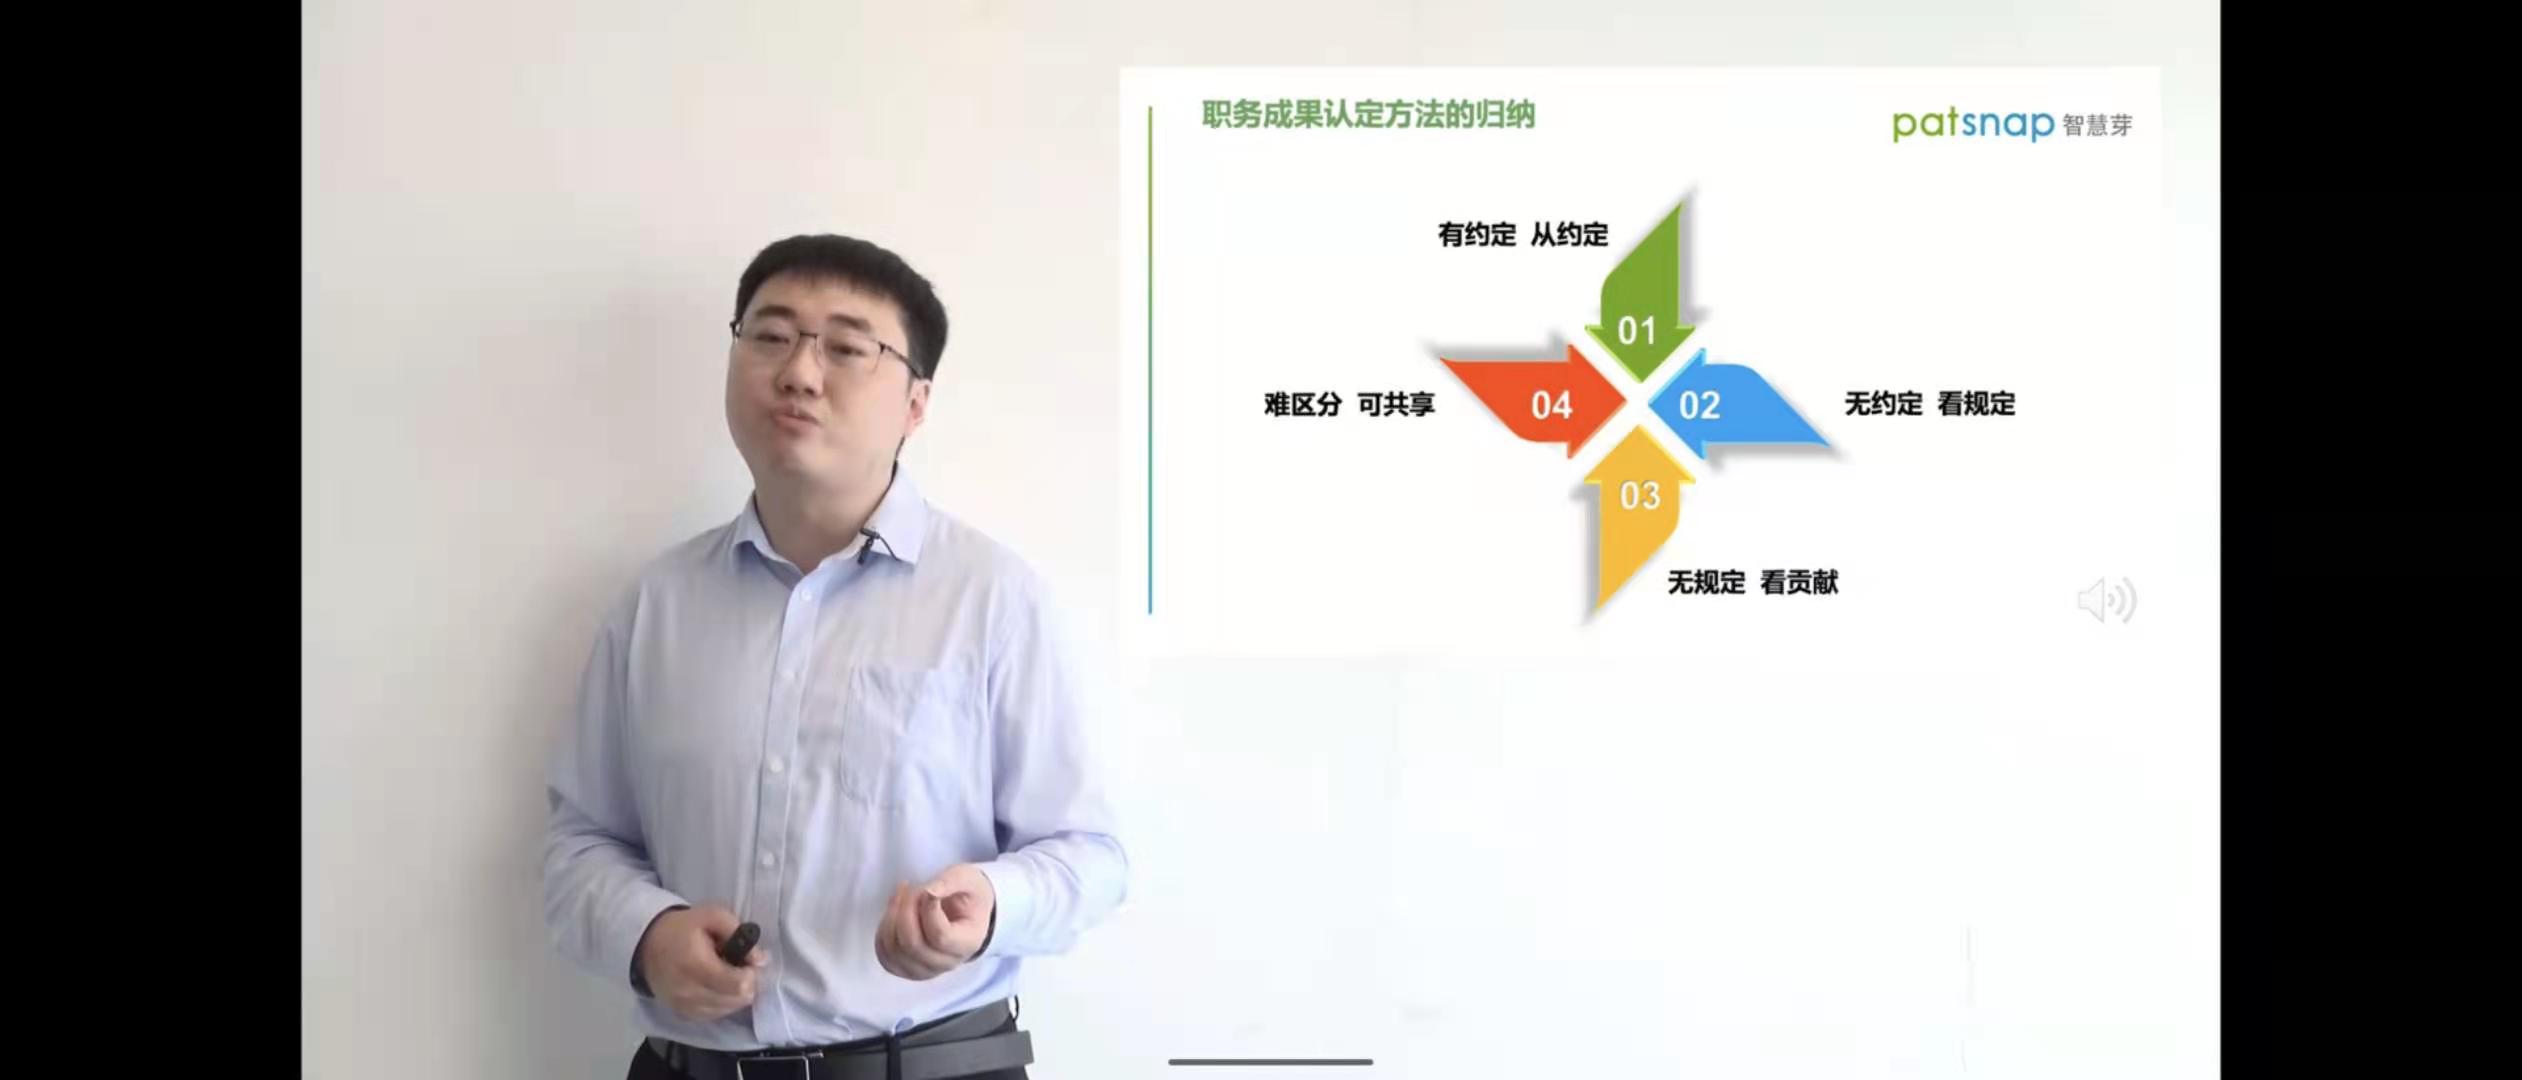 职务成果认定方法的归纳
patsnap 智慧芽
有约定 从约定
01
难区分 可共享
04
02
无约定 看规定
03
无规定 看贡献